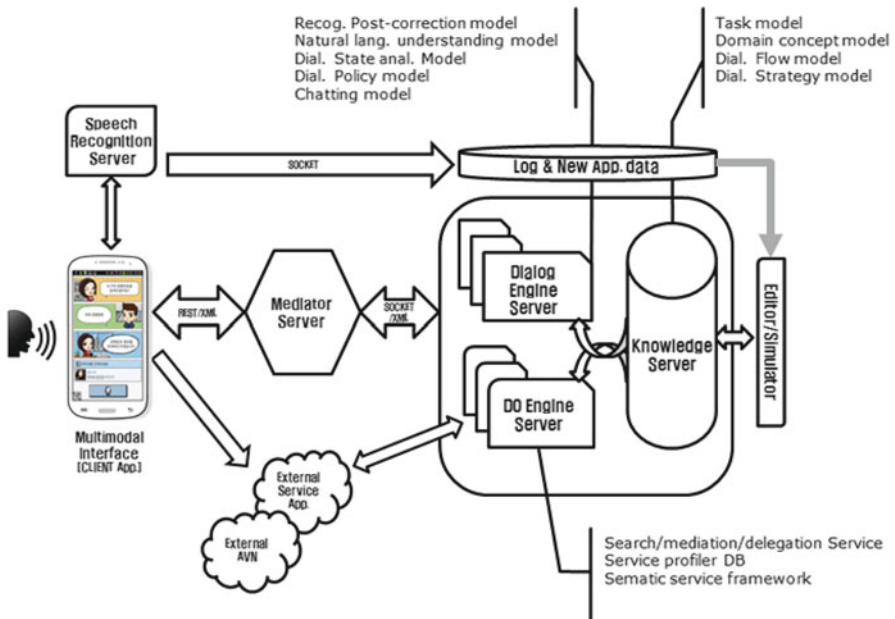 Recog. Post-correction model
Natural lang. understanding model
Dial. State anal. Model
Dial. Policy model
Chatting model
Task model
Domain concept model
Dial. Flow model
Dial. Strategy model
Speech
Recognition
Server
SOCKET
Log & New App. data
REST/XML
Mediator
Server
SOCKET
/XML
Dialog
Engine
Server
Knowledge
Server
Editor/Simulator
DO Engine
Server
Multimodal
Interface
[CLIENT App.]
External
Service
App.
External
AVN
Search/mediation/delegation Service
Service profiler DB
Sematic service framework